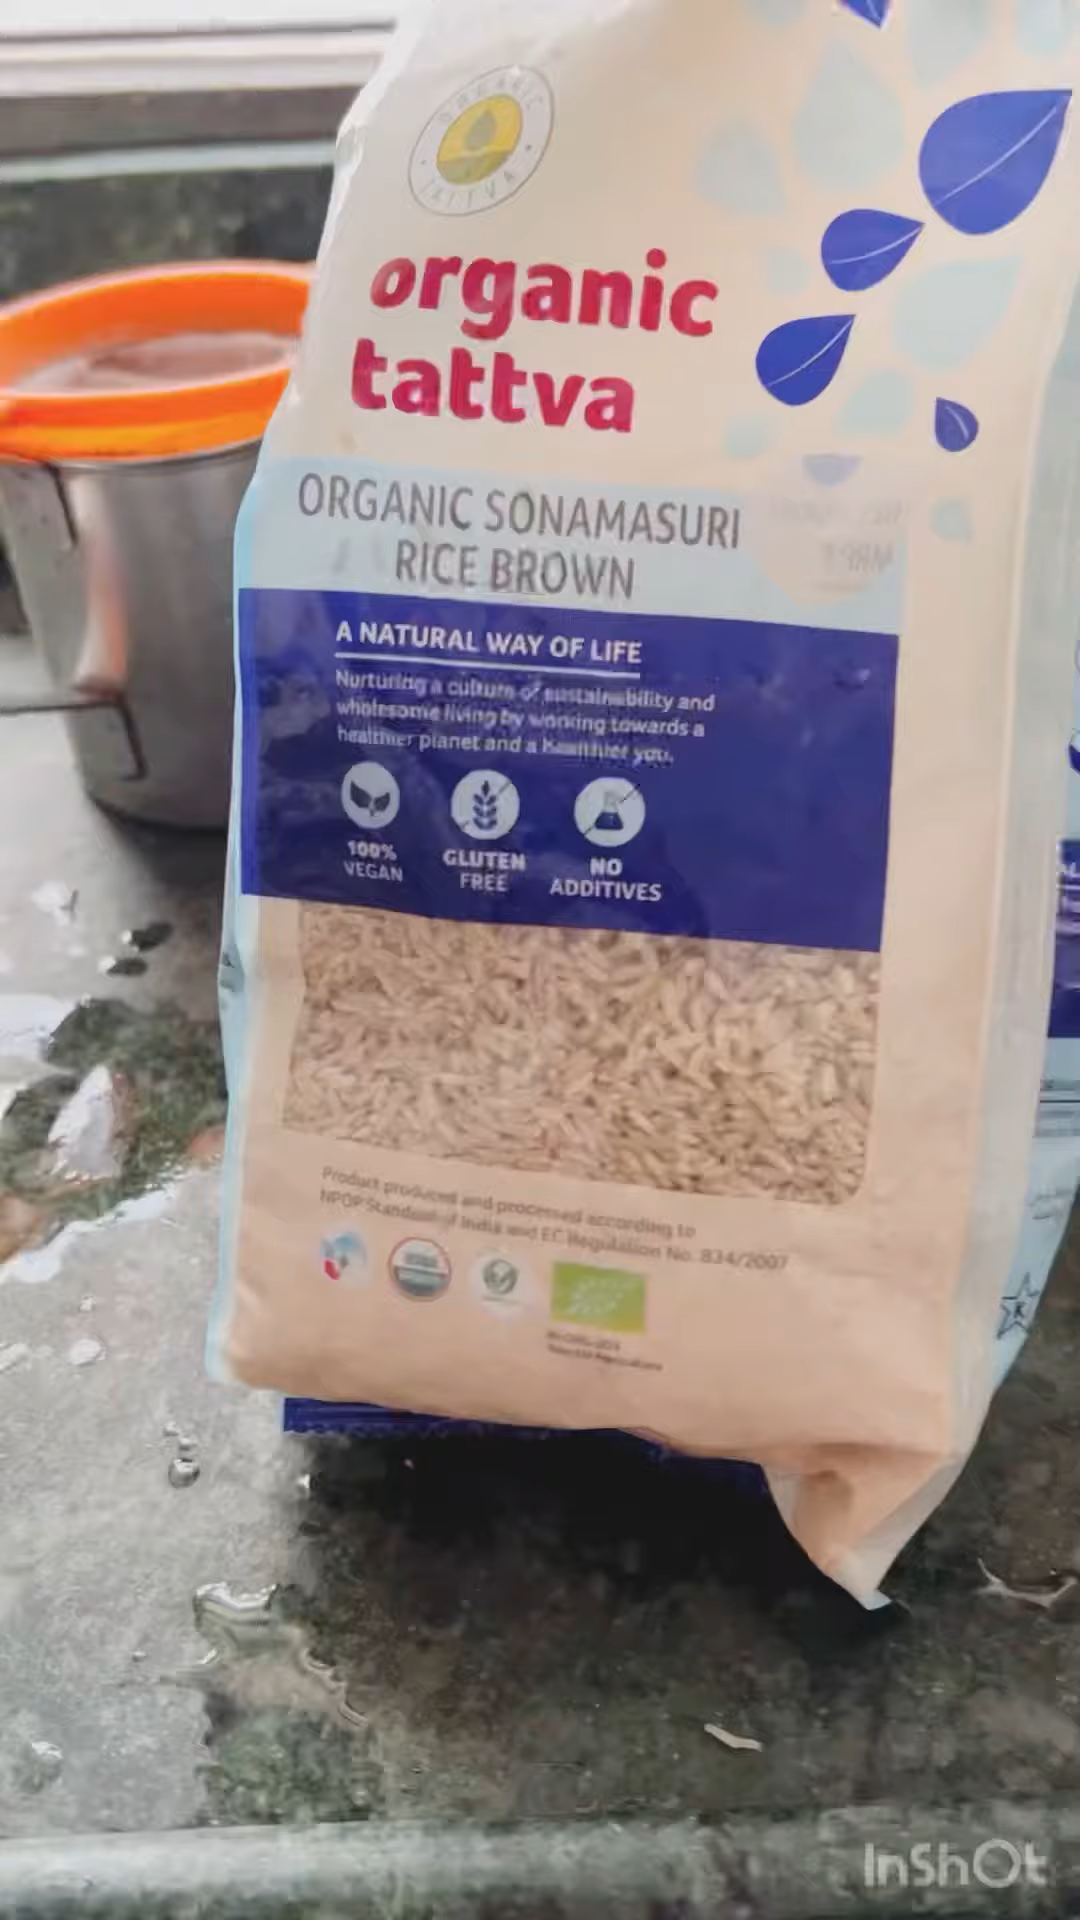 ORGANIC
TATTVA
organic
tattva
ORGANIC SONAMASURI
RICE BROWN
A NATURAL WAY OF LIFE
Nurturing a culture of sustainability and
wholesome living by working towards a
healthier planet and a healthier you.
100%
VEGAN
GLUTEN
FREE
NO
ADDITIVES
Product produced and processed according to
NPOP Standard of India and EC Regulation No. 834/2007
K
InShOt